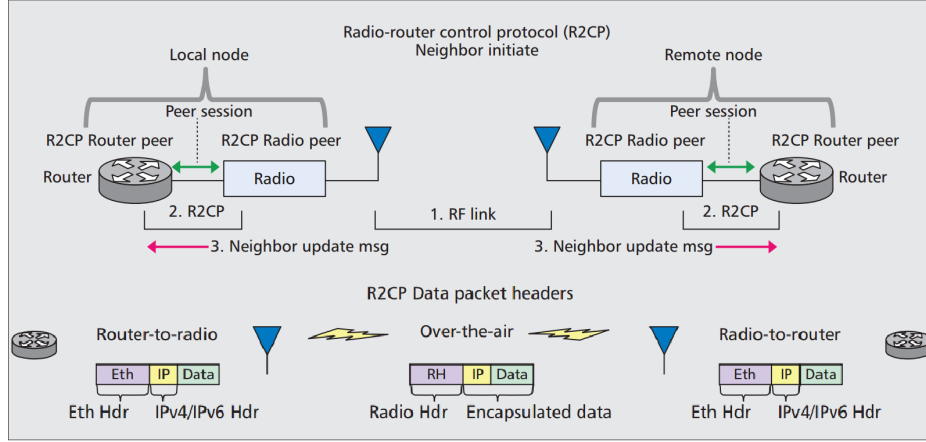 Radio-router control protocol (R2CP)
Neighbor initiate
Local node
Remote node
Peer session
Peer session
R2CP Router peer
R2CP Radio peer
R2CP Radio peer
R2CP Router peer
Router
Radio
Radio
Router
2. R2CP
1. RF link
2. R2CP
3. Neighbor update msg
3. Neighbor update msg
R2CP Data packet headers
Router-to-radio
Over-the-air
Radio-to-router
Eth IP Data
RH IP Data
Eth IP Data
Eth Hdr
IPv4/IPv6 Hdr
Radio Hdr
Encapsulated data
Eth Hdr
IPv4/IPv6 Hdr